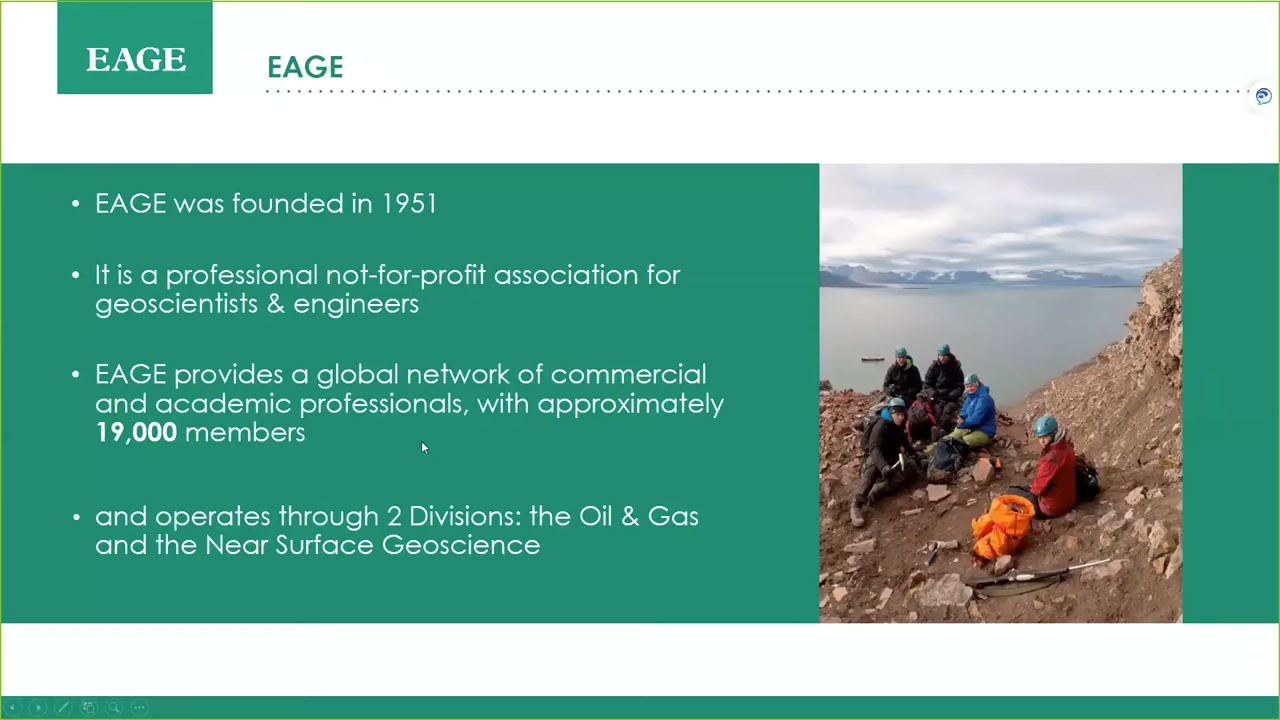 EAGE
EAGE
• EAGE was founded in 1951
• It is a professional not-for-profit association for
geoscientists & engineers
• EAGE provides a global network of commercial
and academic professionals, with approximately
19,000 members
• and operates through 2 Divisions: the Oil & Gas
and the Near Surface Geoscience